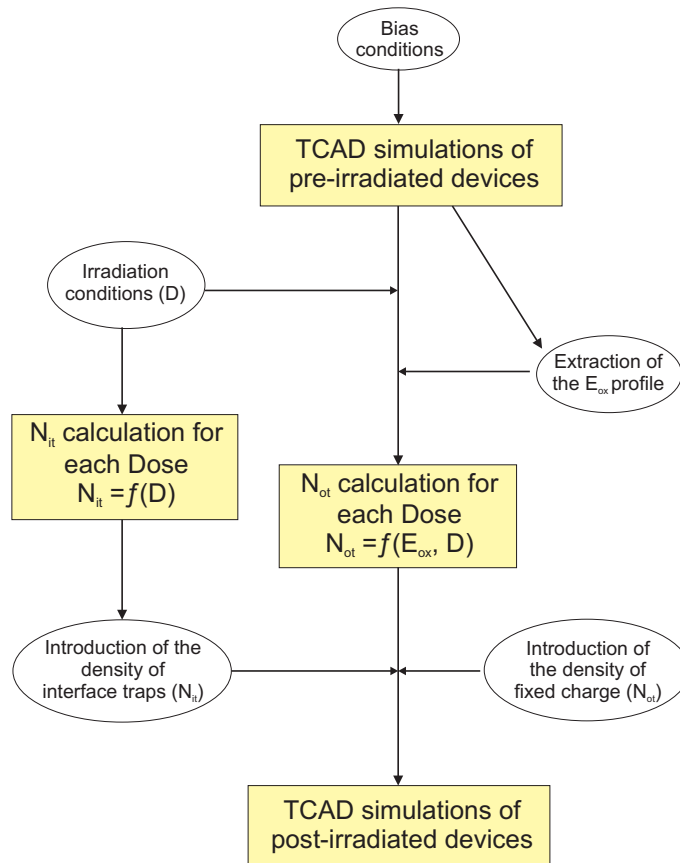 Bias
conditions
TCAD simulations of
pre-irradiated devices
Irradiation
conditions (D)
Extraction of
the Eox profile
Nit calculation for
each Dose
Nit =f(D)
Not calculation for
each Dose
Not =f(Eox, D)
Introduction of the
density of
interface traps (Nit)
Introduction of
the density of
fixed charge (Not)
TCAD simulations of
post-irradiated devices